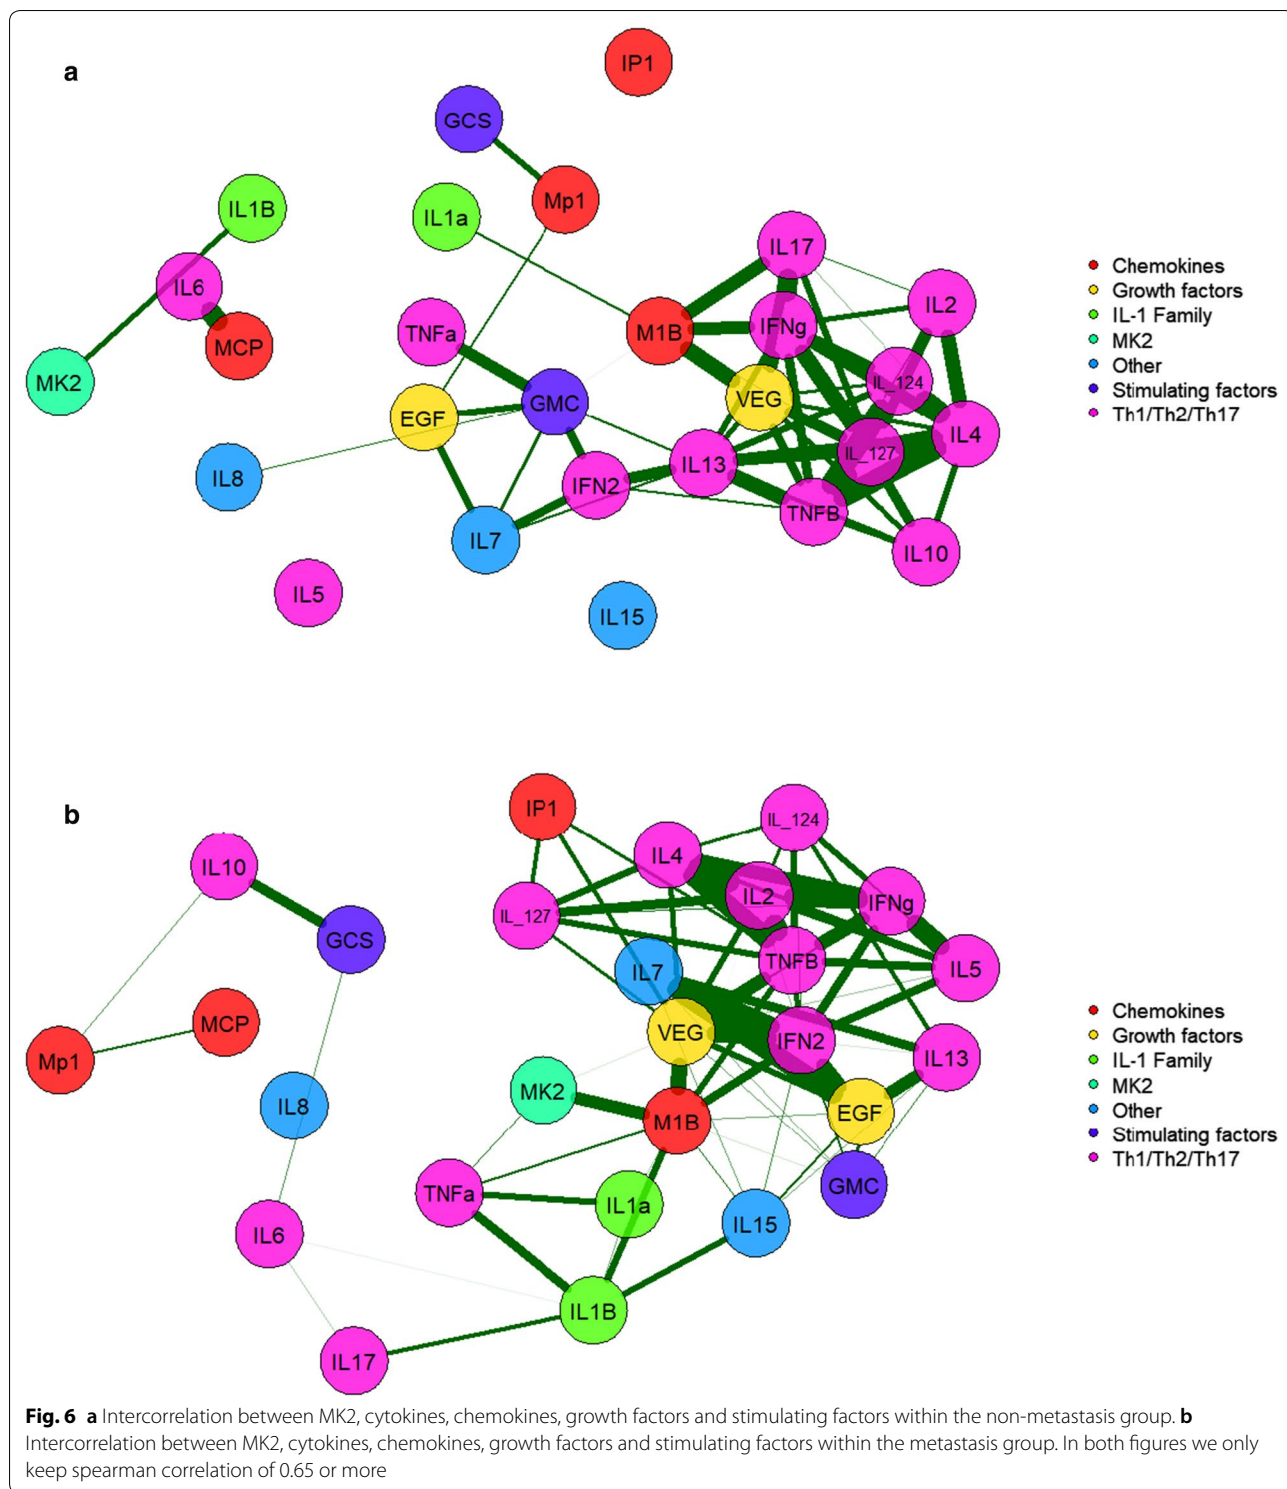 a
IP1
GCS
Mp1
IL1B
IL1a
IL17
IL6
IL2
TNFa
M1B
IFNg
MCP
MK2
IL_124
EGF
GMC
VEG
IL4
IL8
IL13
IL_127
IFN2
TNFB
IL7
IL10
IL5
IL15
Chemokines
Growth factors
IL-1 Family
MK2
Other
Stimulating factors
Th1/Th2/Th17
b
IP1
IL_124
IL10
IL4
IL2
IFNg
IL_127
GCS
TNFB
IL5
IL7
MCP
VEG
IFN2
Mp1
IL13
MK2
IL8
M1B
EGF
TNFa
IL1a
GMC
IL6
IL15
IL1B
IL17
Chemokines
Growth factors
IL-1 Family
MK2
Other
Stimulating factors
Th1/Th2/Th17
Fig. 6 a Intercorrelation between MK2, cytokines, chemokines, growth factors and stimulating factors within the non-metastasis group. b
Intercorrelation between MK2, cytokines, chemokines, growth factors and stimulating factors within the metastasis group. In both figures we only
keep spearman correlation of 0.65 or more